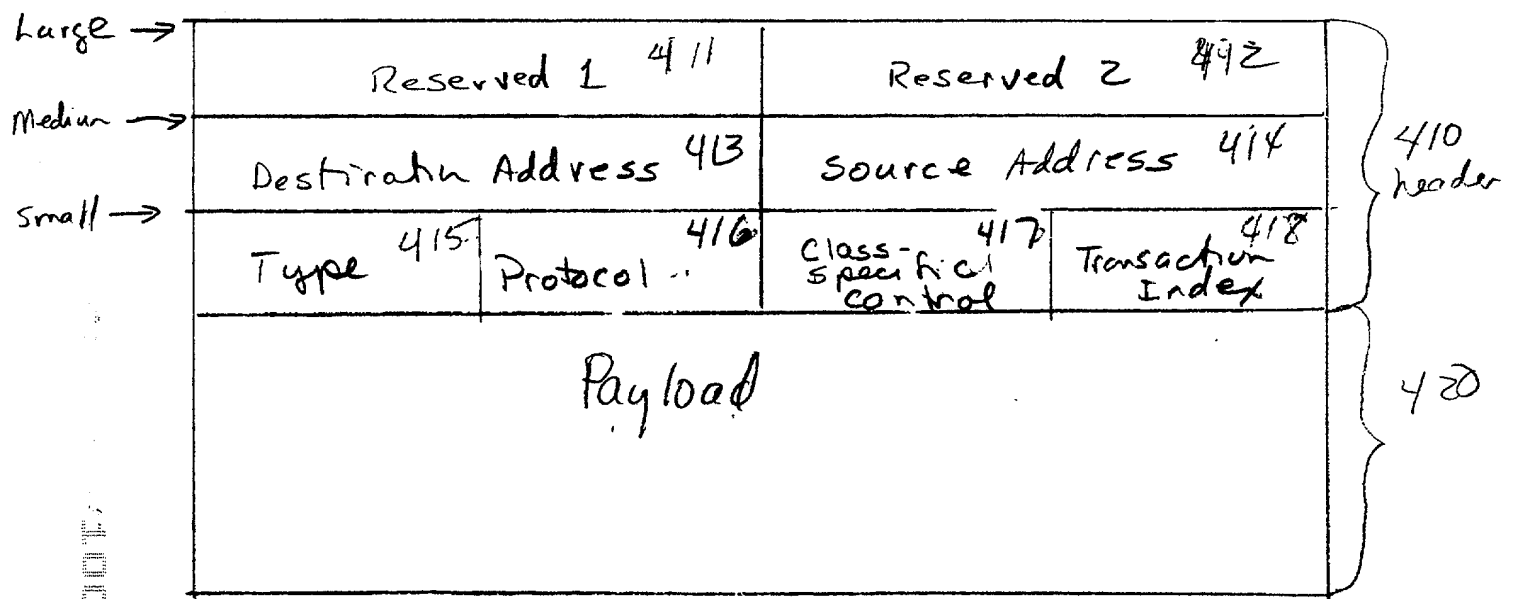 Large →
Reserved 1 411
Reserved 2 412
Medium →
Destination Address 413
Source Address 414
410
header
Small →
Type 415
Protocol 416
Class-
specific
control 417
Transaction
Index 418
Payload
420